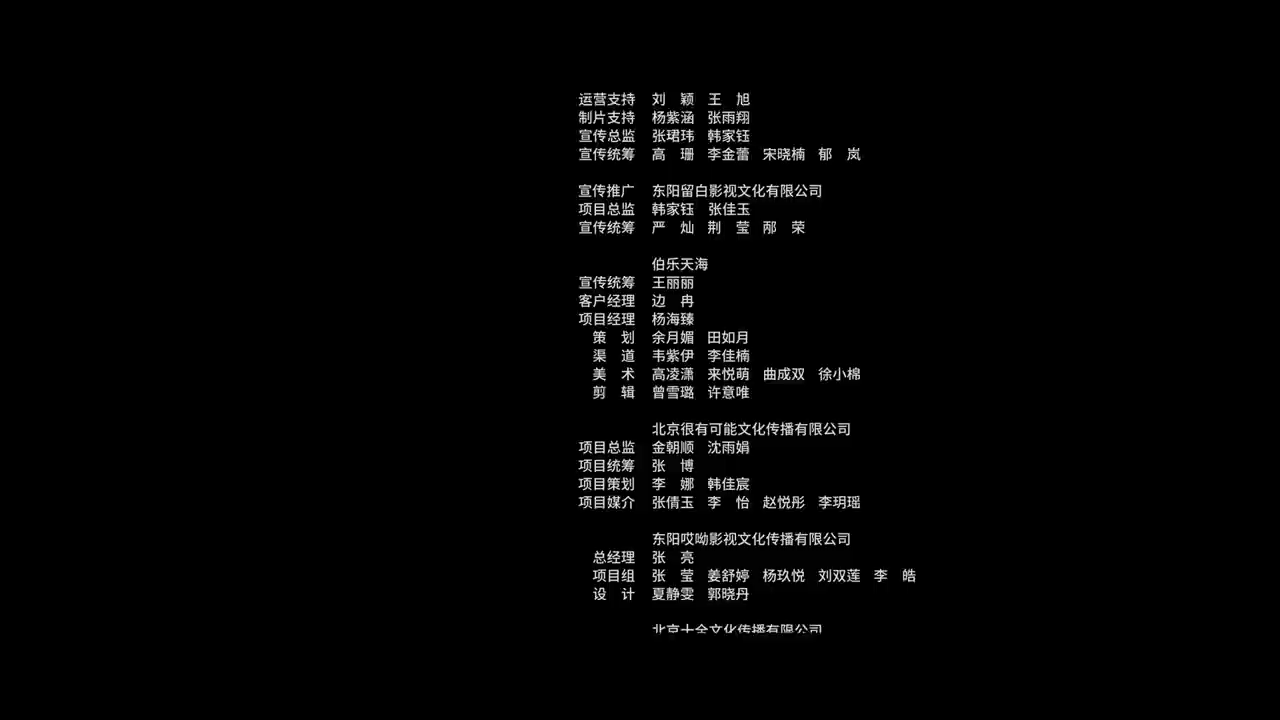 运营支持 刘 颖 王 旭
制片支持 杨紫涵 张雨翔
宣传总监 张珺玮 韩家钰
宣传统筹 高 珊 李金蕾 宋晓楠 郁 岚
宣传推广 东阳留白影视文化有限公司
项目总监 韩家钰 张佳玉
宣传统筹 严 灿 荆 莹 邴 荣
伯乐天海
宣传统筹 王丽丽
客户经理 边 冉
项目经理 杨海臻
策 划 余月媚 田如月
渠 道 韦紫伊 李佳楠
美 术 高凌潇 来悦萌 曲成双 徐小棉
剪 辑 曾雪璐 许意唯
北京很有可能文化传播有限公司
项目总监 金朝顺 沈雨娟
项目统筹 张 博
项目策划 李 娜 韩佳宸
项目媒介 张倩玉 李 怡 赵悦彤 李玥瑶
东阳哎呦影视文化传播有限公司
总经理 张 亮
项目组 张 莹 姜舒婷 杨玖悦 刘双莲 李 皓
设 计 夏静雯 郭晓丹